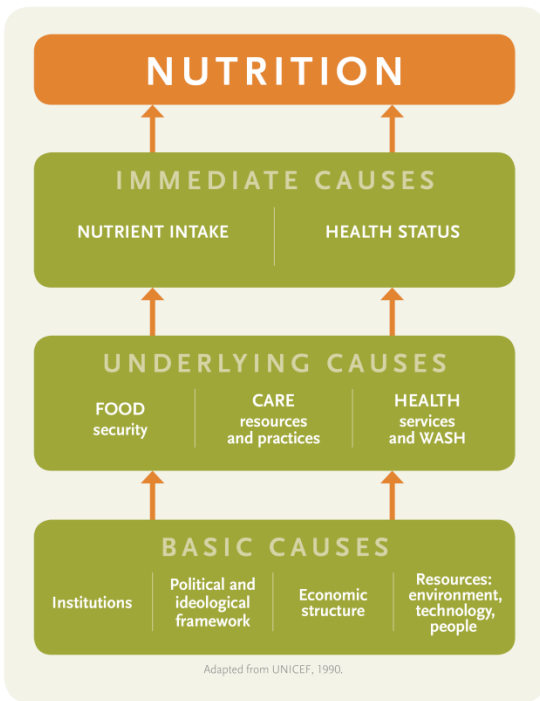 NUTRITION
IMMEDIATE CAUSES
NUTRIENT INTAKE
HEALTH STATUS
UNDERLYING CAUSES
FOOD
security
CARE
resources
and practices
HEALTH
services
and WASH
BASIC CAUSES
Institutions
Political and
ideological
framework
Economic
structure
Resources:
environment,
technology,
people
Adapted from UNICEF, 1990.